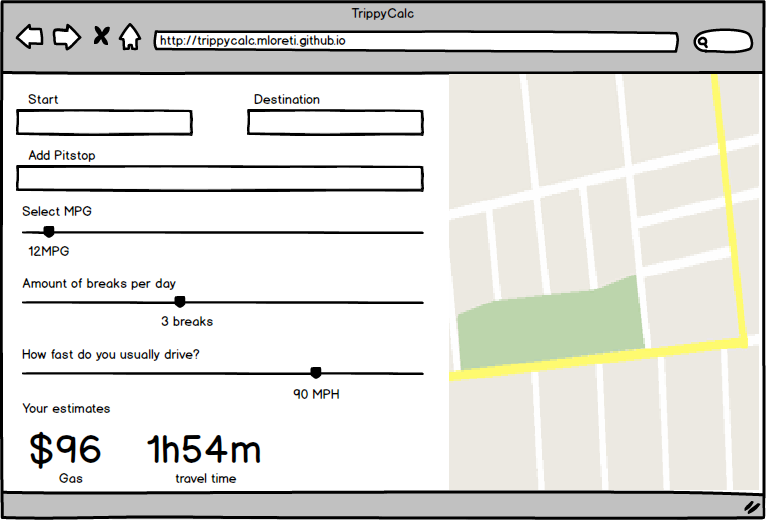 TrippyCalc
http://trippycalc.mloreti.github.io
Start
Destination
Add Pitstop
Select MPG
12MPG
Amount of breaks per day
3 breaks
How fast do you usually drive?
90 MPH
Your estimates
$96
1h54m
Gas
travel time